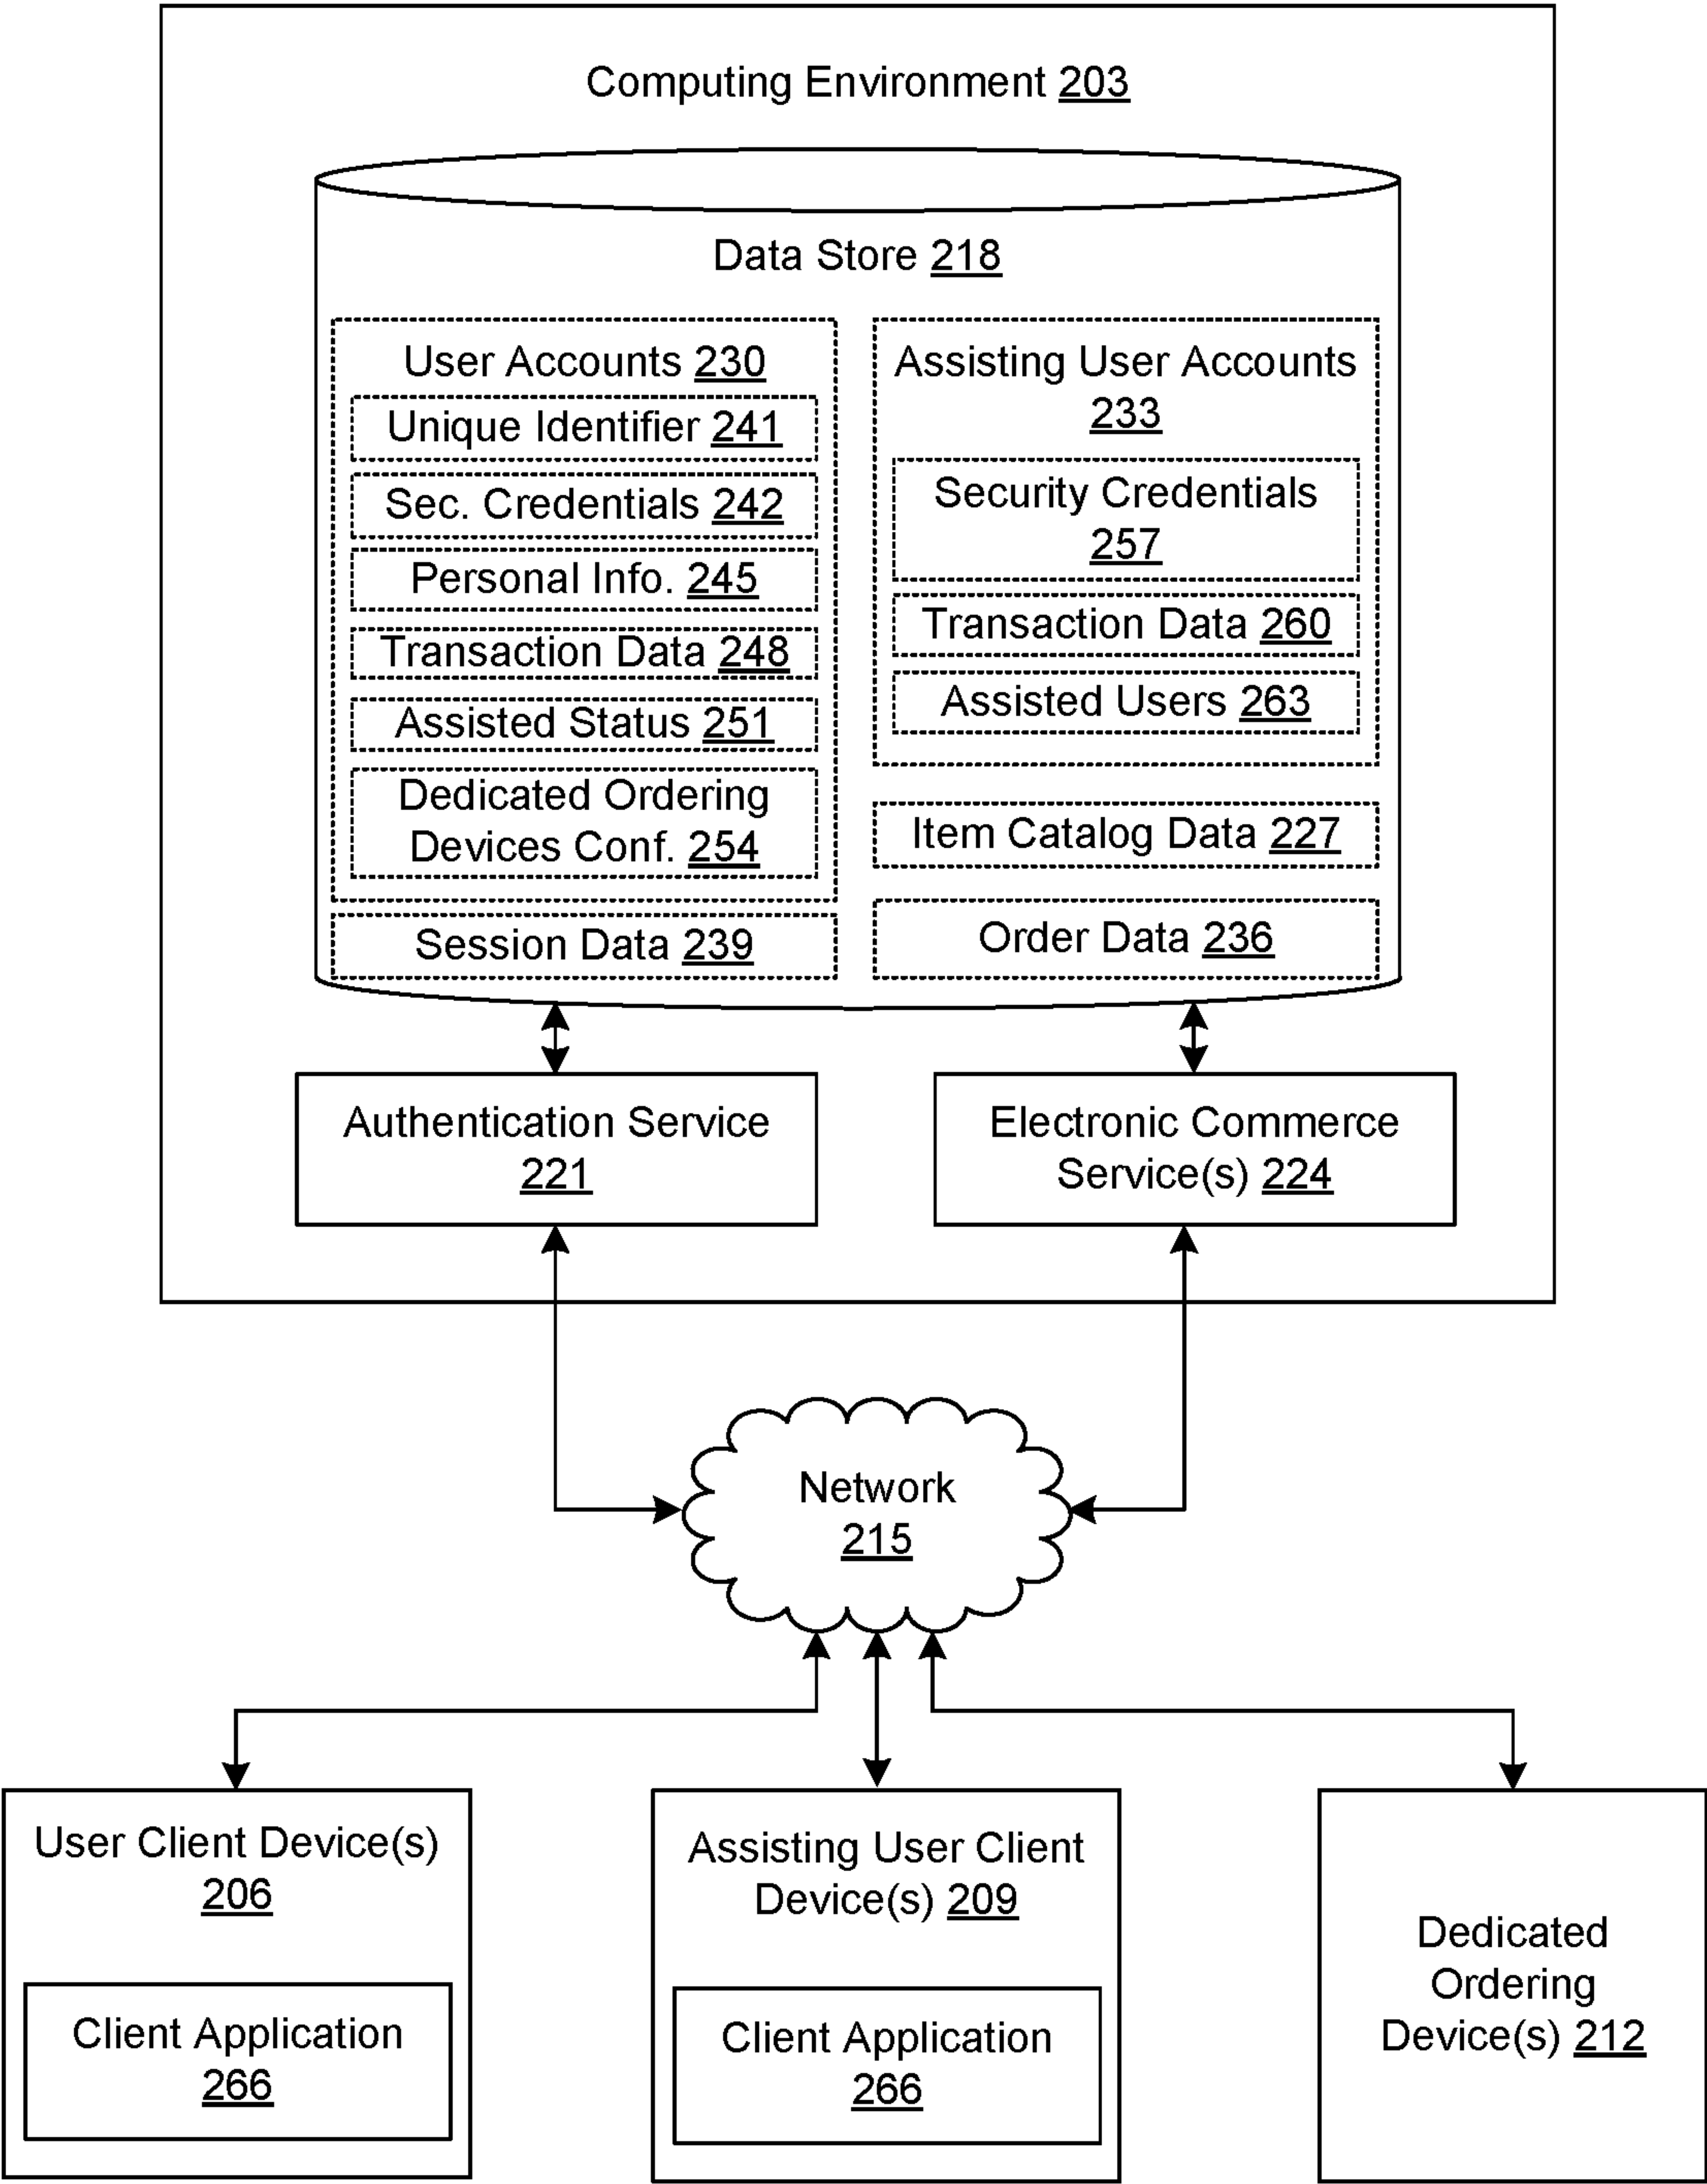 Computing Environment 203
Data Store 218
User Accounts 230
Unique Identifier 241
Sec. Credentials 242
Personal Info. 245
Transaction Data 248
Assisted Status 251
Dedicated Ordering
Devices Conf. 254
Session Data 239
Assisting User Accounts
233
Security Credentials
257
Transaction Data 260
Assisted Users 263
Item Catalog Data 227
Order Data 236
Authentication Service
221
Electronic Commerce
Service(s) 224
Network
215
User Client Device(s)
206
Client Application
266
Assisting User Client
Device(s) 209
Client Application
266
Dedicated
Ordering
Device(s) 212